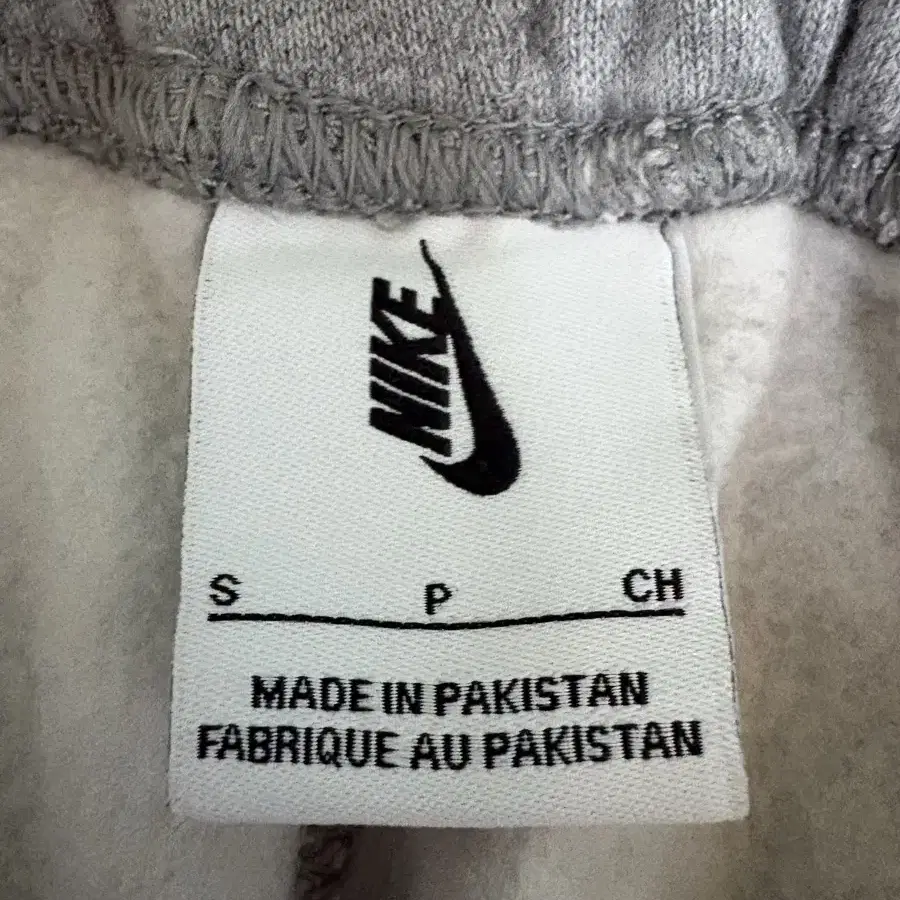 NIKE
S P CH
MADE IN PAKISTAN
FABRIQUE AU PAKISTAN